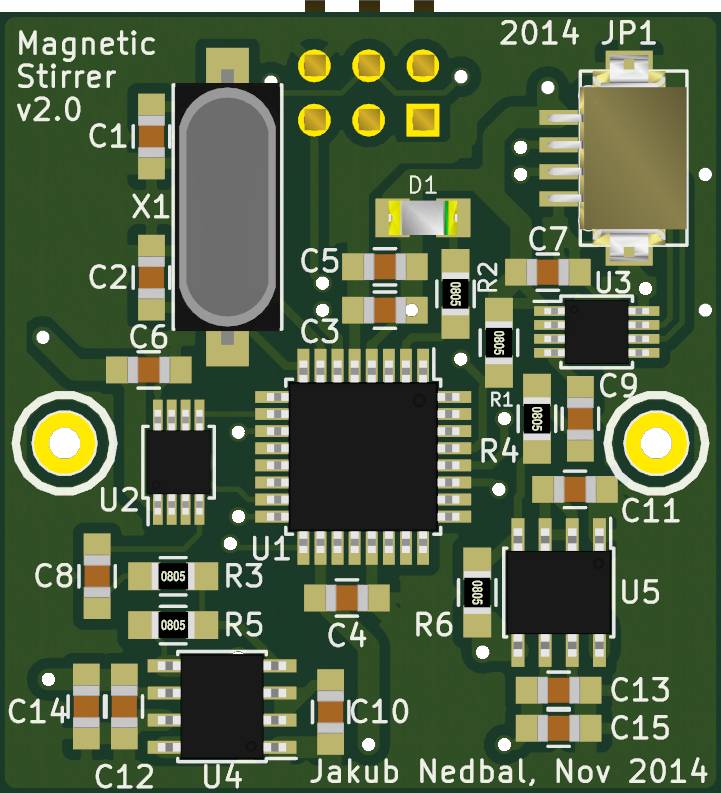 Magnetic
Stirrer
v2.0
2014 JP1
C1
X1
D1
C7
C5
R2
U3
C2
0805
C3
C6
0805
C9
R1
0805
R4
U2
C11
U1
C8
0805
R3
U5
0805
0805
R5
R6
C4
C13
C14
C10
C15
C12
U4
Jakub Nedbal, Nov 2014